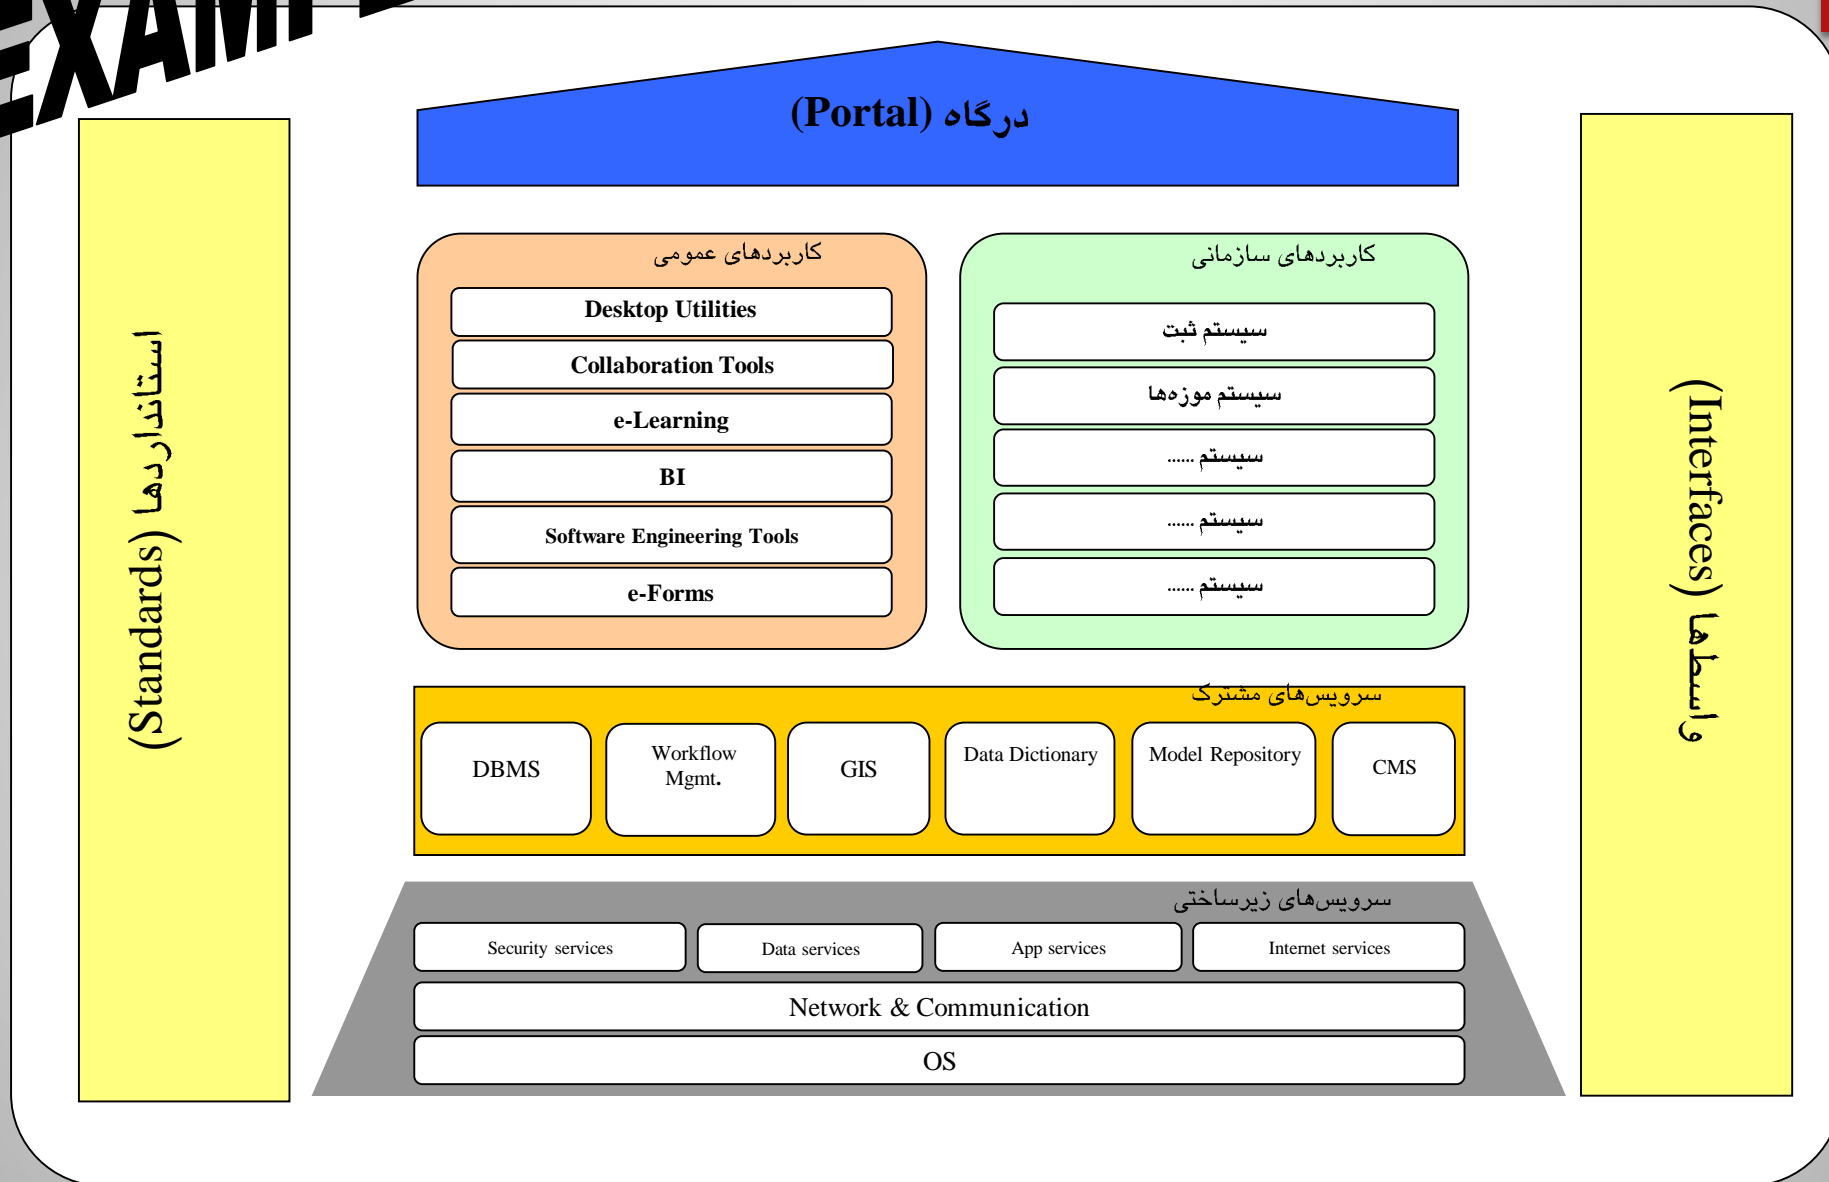 درگاه (Portal)
استانداردها (Standards)
کاربردهای عمومی
Desktop Utilities
Collaboration Tools
e-Learning
BI
Software Engineering Tools
e-Forms
کاربردهای سازمانی
سیستم ثبت
سیستم موزه‌ها
سیستم ......
سیستم ......
سیستم ......
واسط‌ها (Interfaces)
سرویس‌های مشترک
DBMS
Workflow
Mgmt.
GIS
Data Dictionary
Model Repository
CMS
سرویس‌های زیرساختی
Security services
Data services
App services
Internet services
Network & Communication
OS